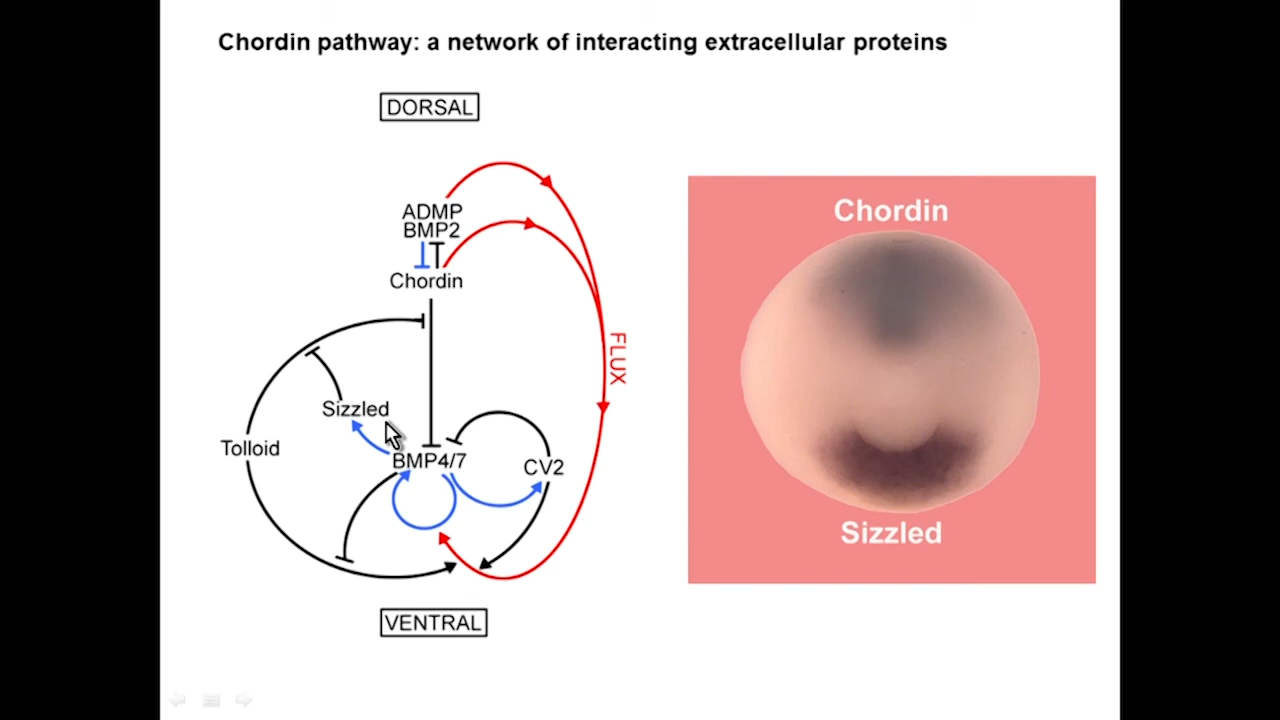 Chordin pathway: a network of interacting extracellular proteins
DORSAL
ADMP
BMP2
Chordin
FLUX
Sizzled
Tolloid
BMP4/7
CV2
VENTRAL
Chordin
Sizzled